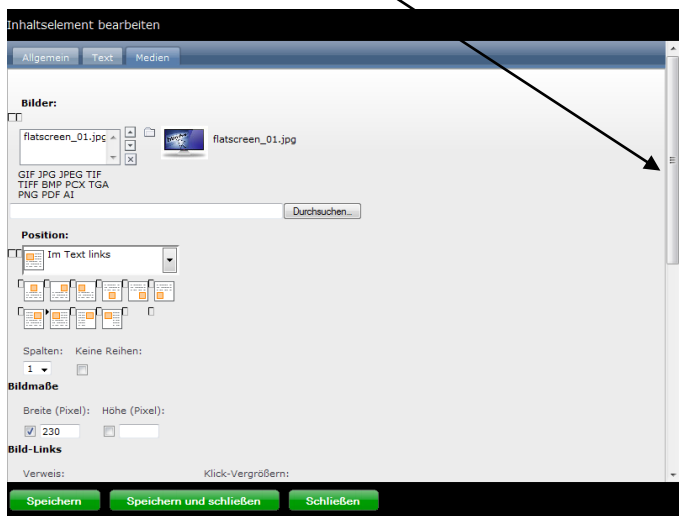 Inhaltselement bearbeiten
Allgemein Text Medien
Bilder:
flatscreen_01.jpg flatscreen_01.jpg
GIF JPG JPEG TIF
TIFF BMP PCX TGA
PNG PDF AI
Durchsuchen...
Position:
Im Text links
Spalten: Keine Reihen:
1
Bildmaße
Breite (Pixel): Höhe (Pixel):
230
Bild-Links
Verweis: Klick-Vergrößern:
Speichern Speichern und schließen Schließen